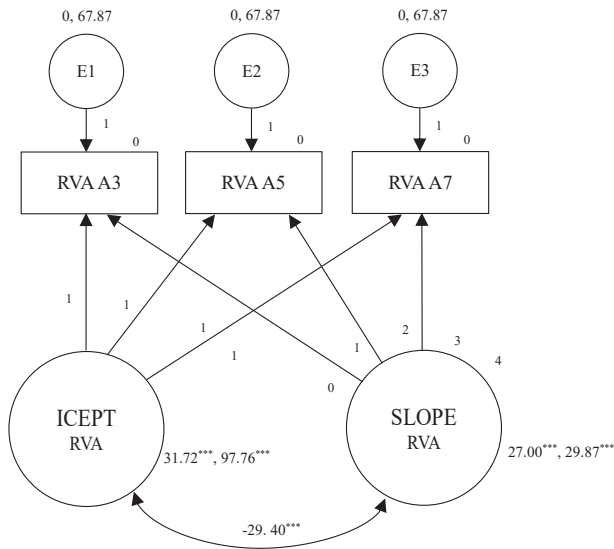 0, 67.87
0, 67.87
0, 67.87
E1
E2
E3
1
0
1
0
1
0
RVA A3
RVA A5
RVA A7
1
1
1
1
0
1
2
3
4
ICEPT
RVA
SLOPE
RVA
31.72***, 97.76***
27.00***, 29.87***
-29. 40***